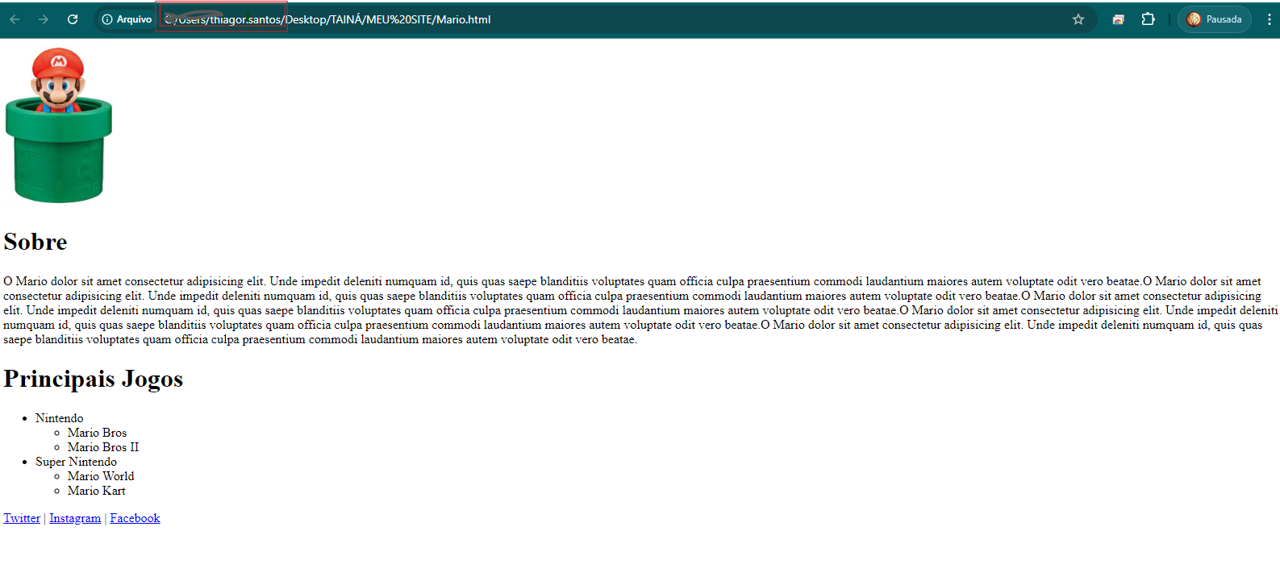 Arquivo
C:/Users/thiagor.santos/Desktop/TAINÁ/MEU%20SITE/Mario.html
Pausada
M
Sobre
O Mario dolor sit amet consectetur adipisicing elit. Unde impedit deleniti numquam id, quis quas saepe blanditiis voluptates quam officia culpa praesentium commodi laudantium maiores autem voluptate odit vero beatae.O Mario dolor sit amet
consectetur adipisicing elit. Unde impedit deleniti numquam id, quis quas saepe blanditiis voluptates quam officia culpa praesentium commodi laudantium maiores autem voluptate odit vero beatae.O Mario dolor sit amet consectetur adipisicing
elit. Unde impedit deleniti numquam id, quis quas saepe blanditiis voluptates quam officia culpa praesentium commodi laudantium maiores autem voluptate odit vero beatae.O Mario dolor sit amet consectetur adipisicing elit. Unde impedit deleniti
numquam id, quis quas saepe blanditiis voluptates quam officia culpa praesentium commodi laudantium maiores autem voluptate odit vero beatae.O Mario dolor sit amet consectetur adipisicing elit. Unde impedit deleniti numquam id, quis quas
saepe blanditiis voluptates quam officia culpa praesentium commodi laudantium maiores autem voluptate odit vero beatae.
Principais Jogos
• Nintendo
◦ Mario Bros
◦ Mario Bros II
• Super Nintendo
◦ Mario World
◦ Mario Kart
Twitter | Instagram | Facebook